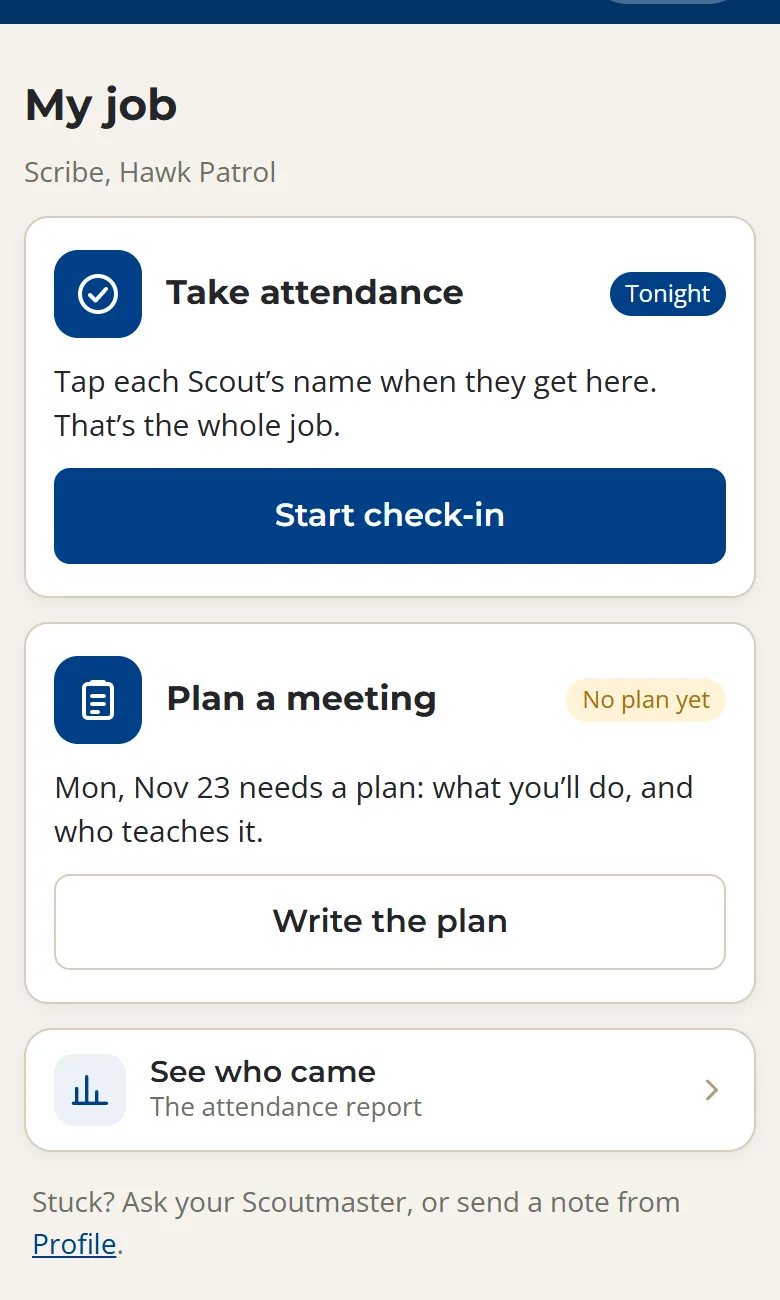 My job
Scribe, Hawk Patrol
Take attendance
Tonight
Tap each Scout’s name when they get here.
That’s the whole job.
Start check-in
Plan a meeting
No plan yet
Mon, Nov 23 needs a plan: what you’ll do, and
who teaches it.
Write the plan
See who came
The attendance report
Stuck? Ask your Scoutmaster, or send a note from
Profile.